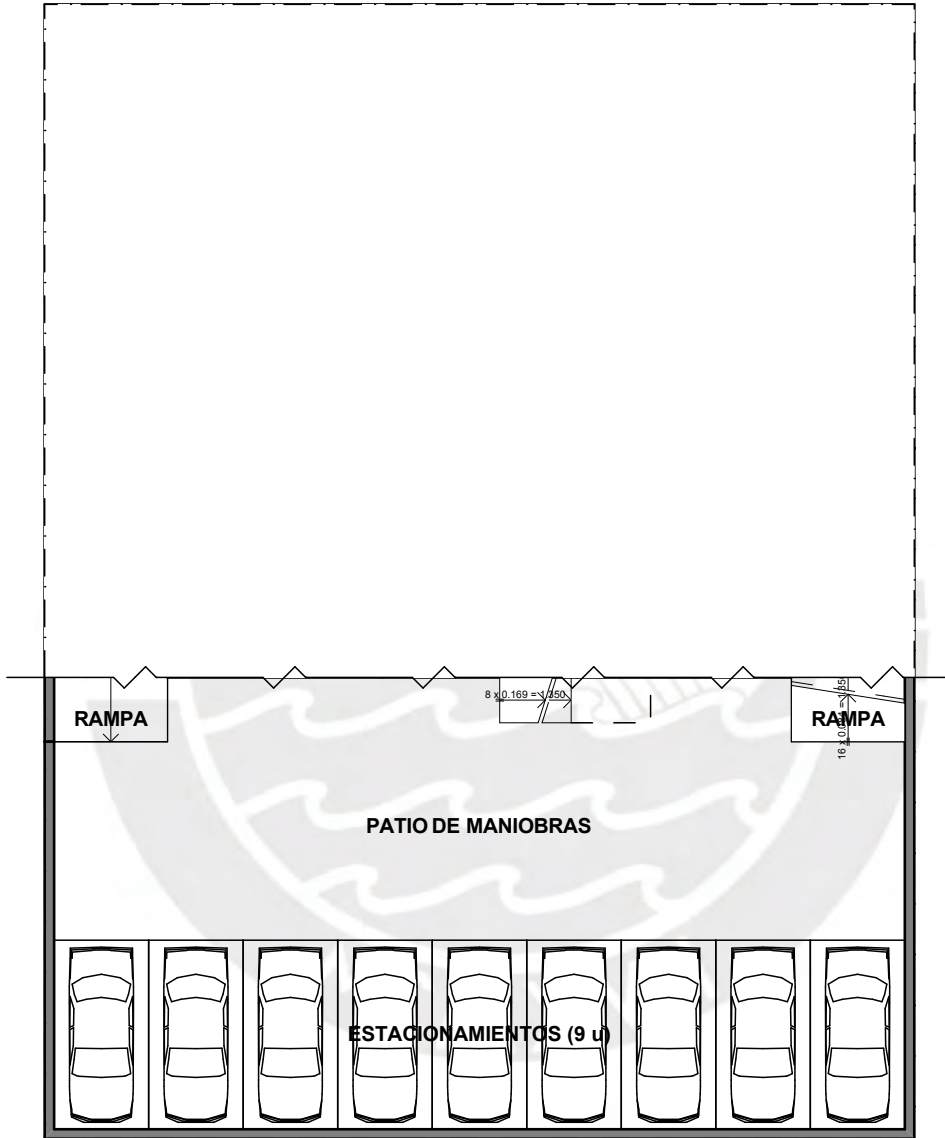 8 x 0.169 = 1.350
RAMPA
RAMPA
PATIO DE MANIOBRAS
ESTACIONAMIENTOS (9 u)